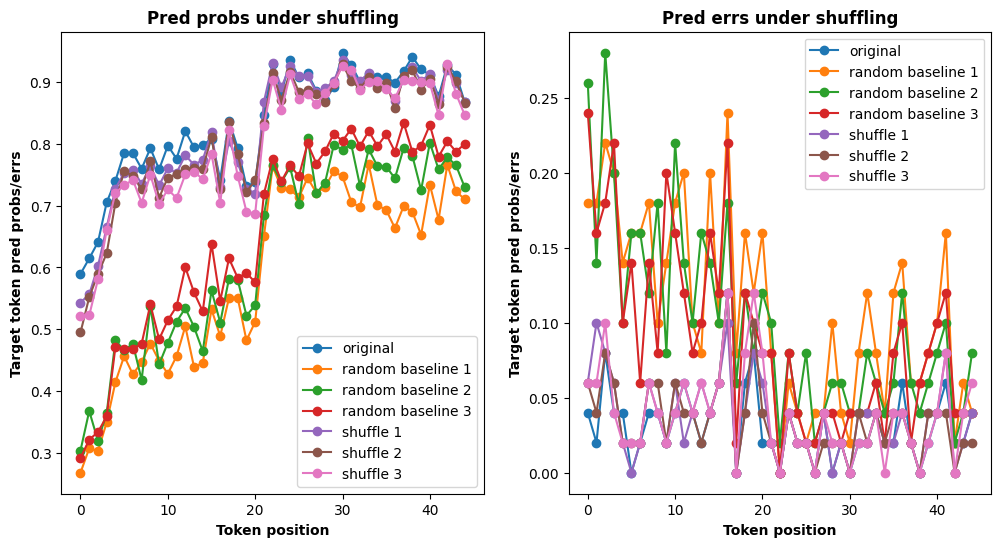 Pred probs under shuffling
Target token pred probs/errs
0.9
0.8
0.7
0.6
0.5
0.4
0.3
original
random baseline 1
random baseline 2
random baseline 3
shuffle 1
shuffle 2
shuffle 3
0 10 20 30 40
Token position
Pred errs under shuffling
Target token pred probs/errs
0.25
0.20
0.15
0.10
0.05
0.00
original
random baseline 1
random baseline 2
random baseline 3
shuffle 1
shuffle 2
shuffle 3
0 10 20 30 40
Token position